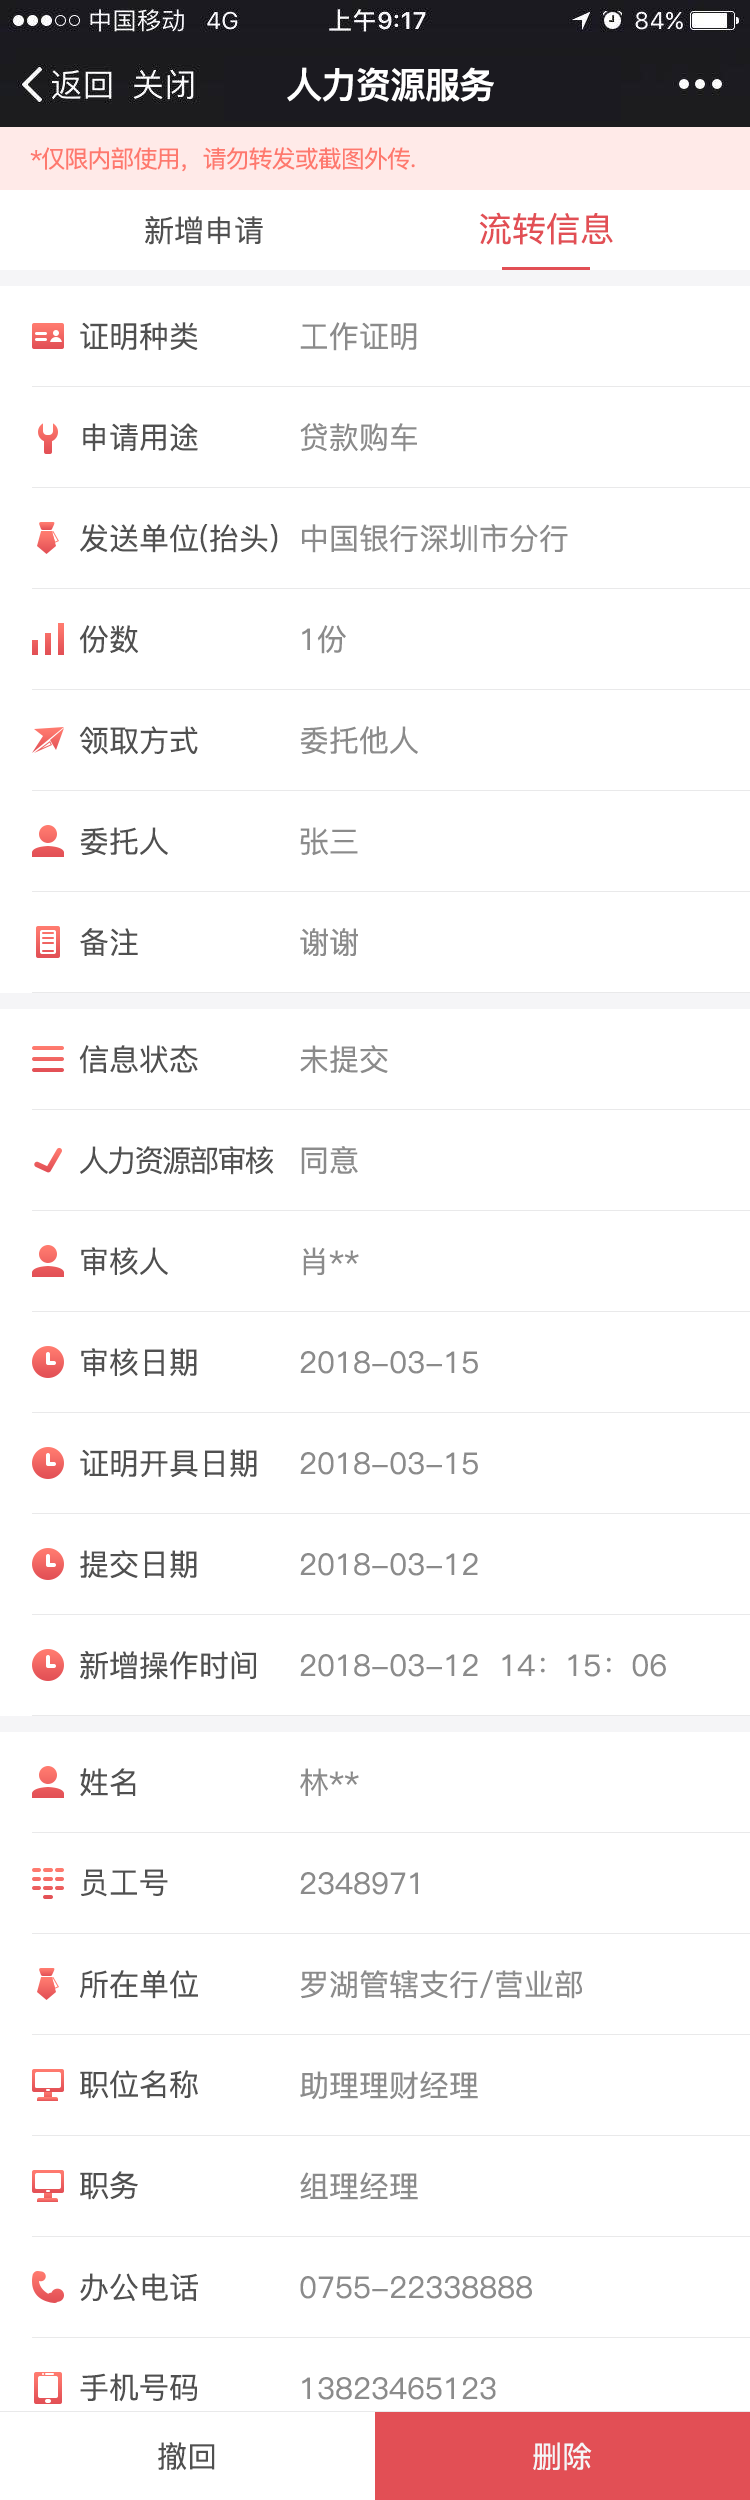 中国移动 4G 上午9:17 84%
返回 关闭 人力资源服务
*仅限内部使用，请勿转发或截图外传.
新增申请 流转信息
证明种类 工作证明
申请用途 贷款购车
发送单位(抬头) 中国银行深圳市分行
份数 1份
领取方式 委托他人
委托人 张三
备注 谢谢
信息状态 未提交
人力资源部审核 同意
审核人 肖**
审核日期 2018-03-15
证明开具日期 2018-03-15
提交日期 2018-03-12
新增操作时间 2018-03-12 14：15：06
姓名 林**
员工号 2348971
所在单位 罗湖管辖支行/营业部
职位名称 助理理财经理
职务 组理经理
办公电话 0755-22338888
手机号码 13823465123
撤回 删除